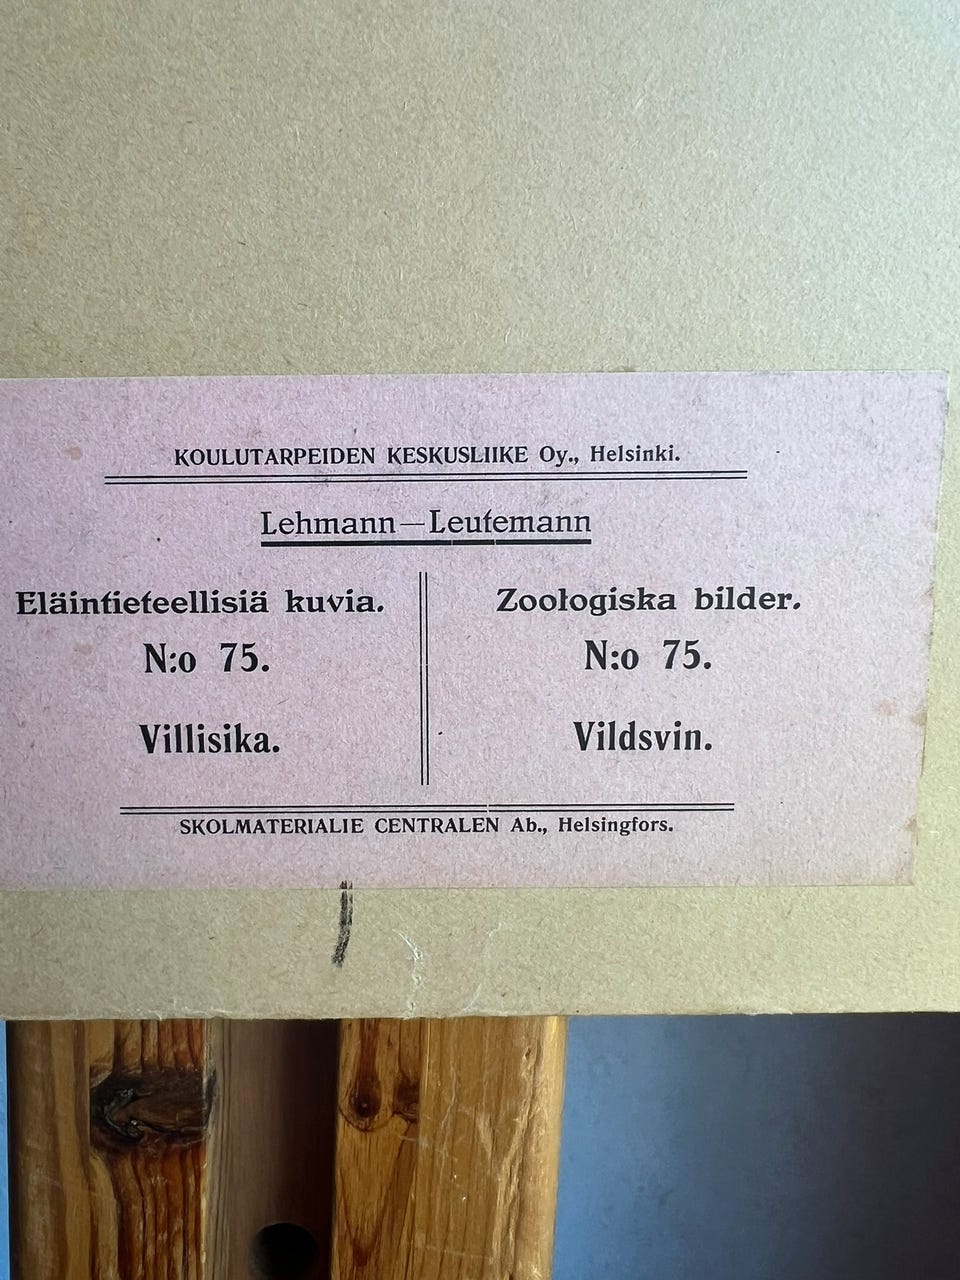 KOULUTARPEIDEN KESKUSLIIKE Oy., Helsinki.
Lehmann—Leutemann
Eläintieteellisiä kuvia.
N:o 75.
Villisika.
Zoologiska bilder.
N:o 75.
Vildsvin.
SKOLMATERIALIE CENTRALEN Ab., Helsingfors.